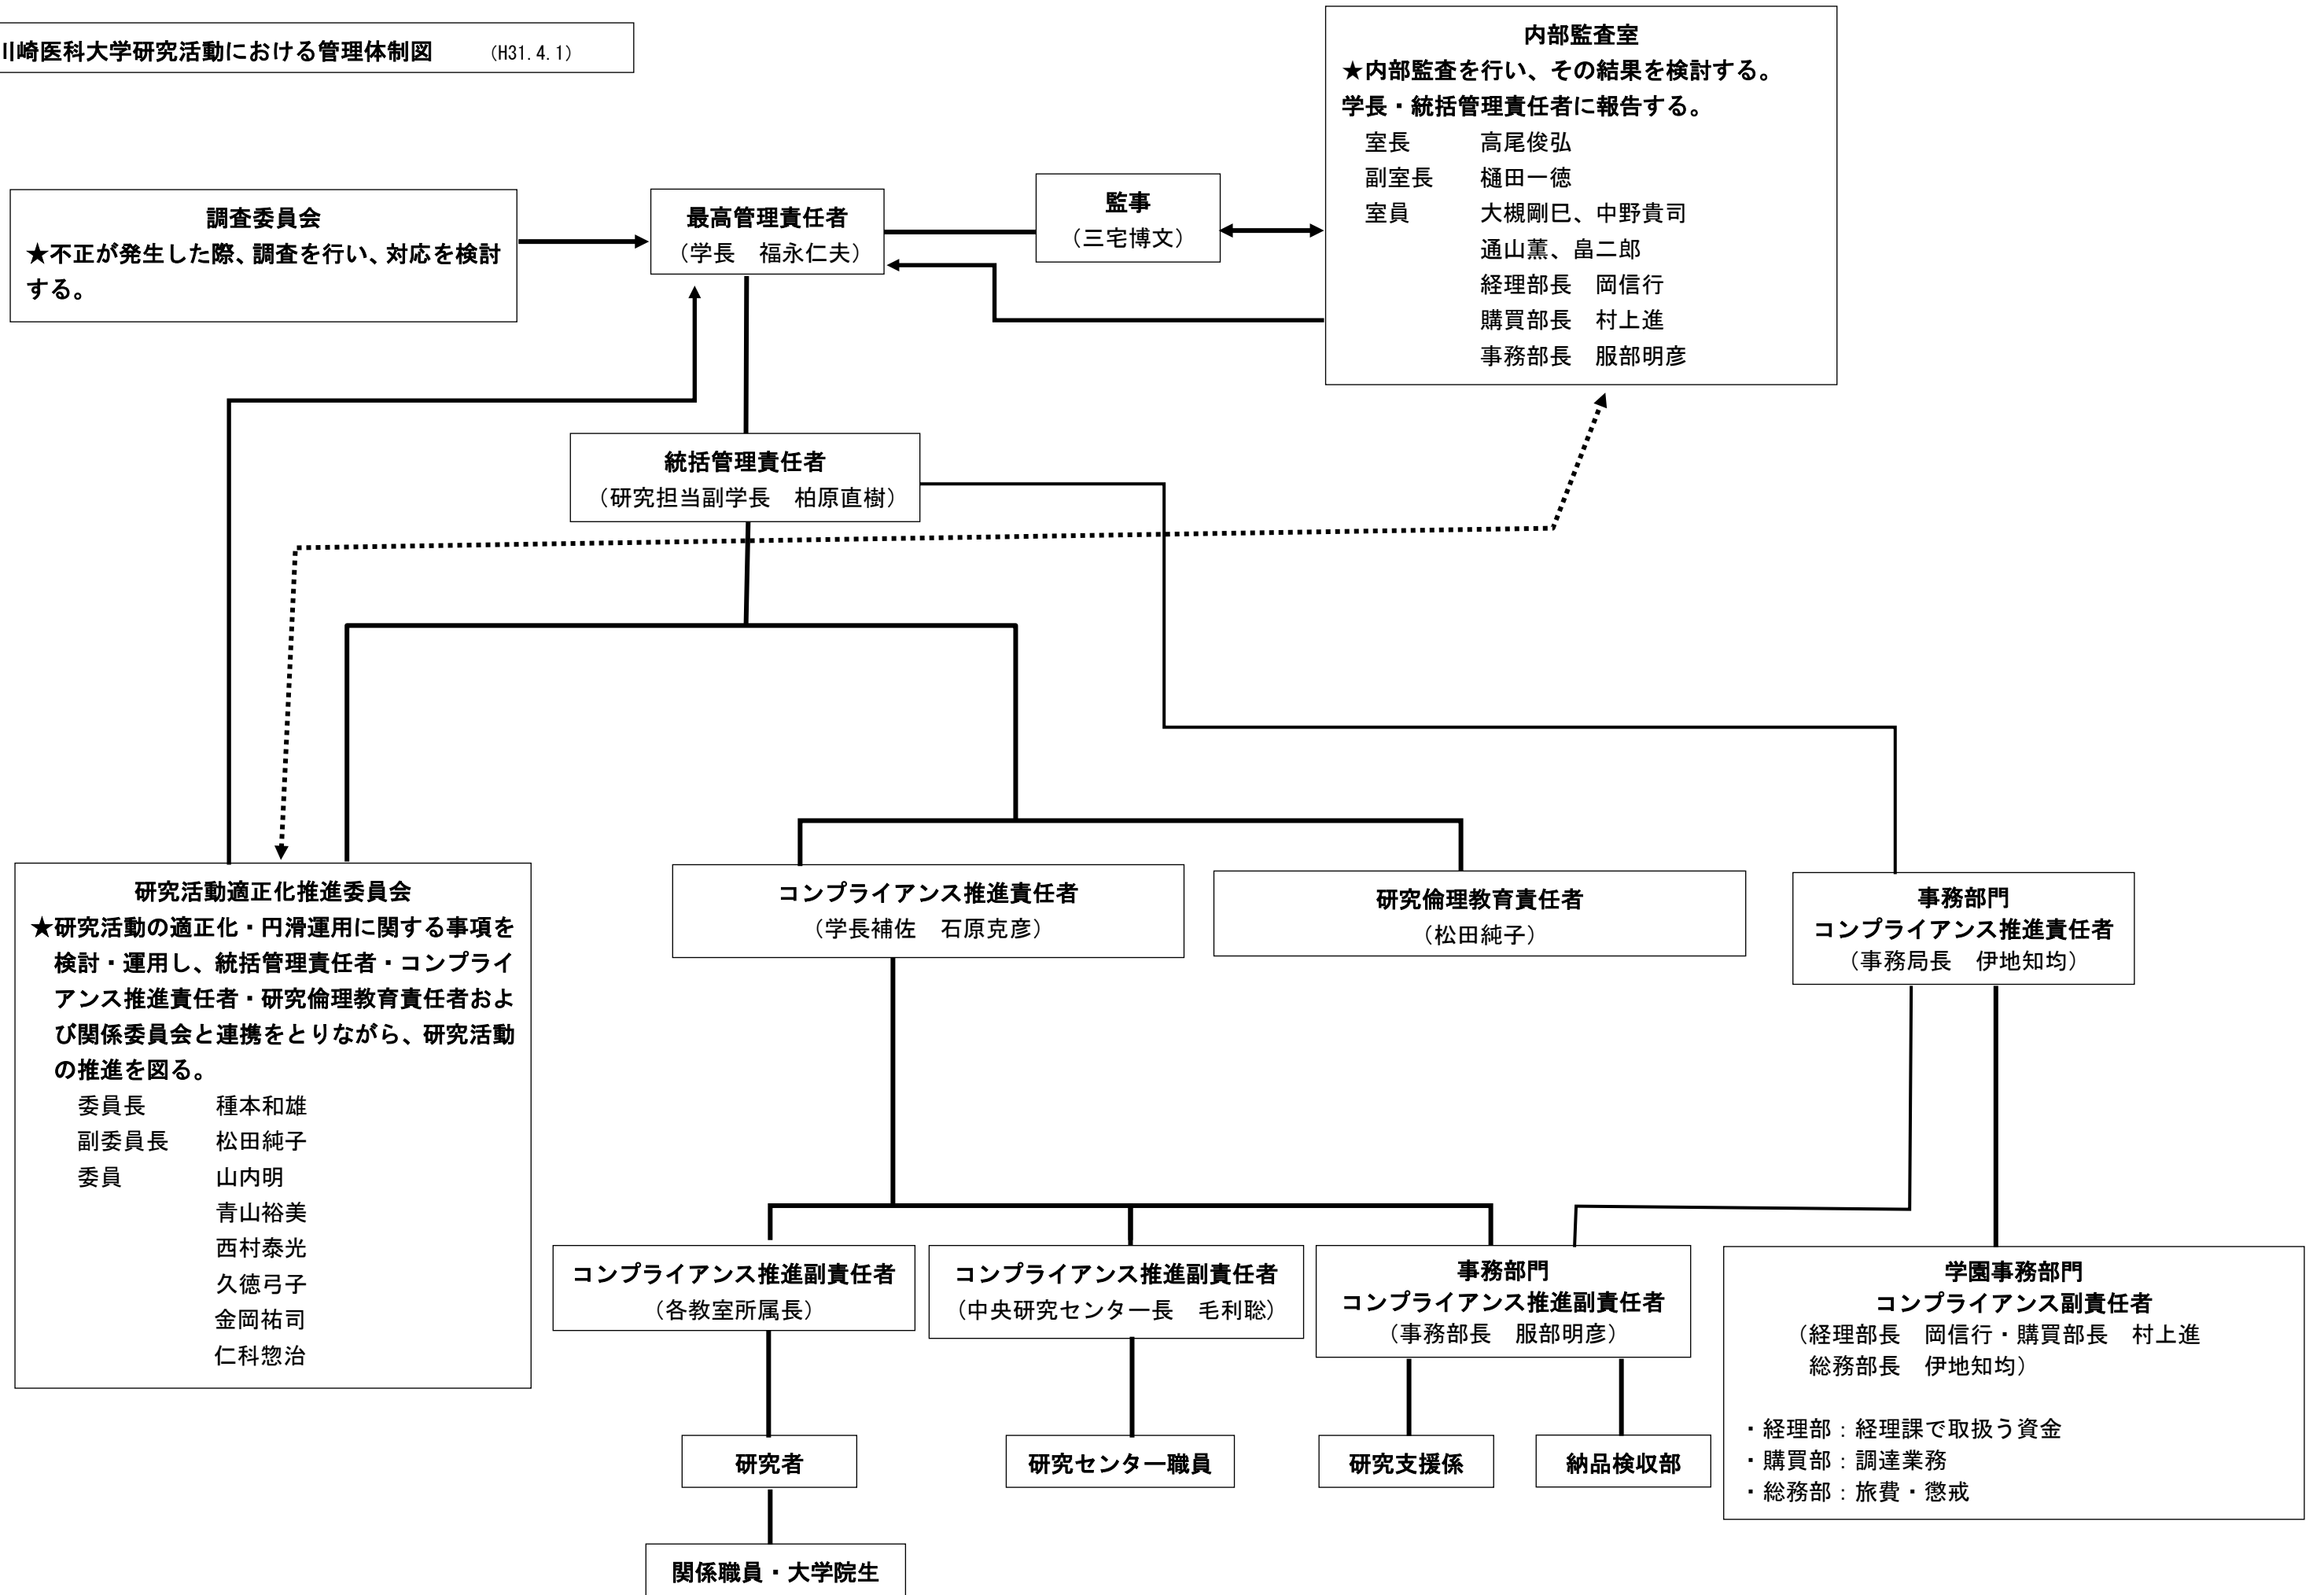 川崎医科大学研究活動における管理体制図 (H31.4.1)
内部監査室
★内部監査を行い、その結果を検討する。
学長・統括管理責任者に報告する。
室長 高尾俊弘
副室長 樋田一徳
室員 大槻剛巳、中野貴司
通山薫、畠二郎
経理部長 岡信行
購買部長 村上進
事務部長 服部明彦
調査委員会
★不正が発生した際、調査を行い、対応を検討
する。
最高管理責任者
（学長 福永仁夫）
監事
（三宅博文）
統括管理責任者
（研究担当副学長 柏原直樹）
研究活動適正化推進委員会
★研究活動の適正化・円滑運用に関する事項を
検討・運用し、統括管理責任者・コンプライ
アンス推進責任者・研究倫理教育責任者およ
び関係委員会と連携をとりながら、研究活動
の推進を図る。
委員長 種本和雄
副委員長 松田純子
委員 山内明
青山裕美
西村泰光
久徳弓子
金岡祐司
仁科惣治
コンプライアンス推進責任者
（学長補佐 石原克彦）
研究倫理教育責任者
（松田純子）
事務部門
コンプライアンス推進責任者
（事務局長 伊地知均）
コンプライアンス推進副責任者
（各教室所属長）
コンプライアンス推進副責任者
（中央研究センター長 毛利聡）
事務部門
コンプライアンス推進副責任者
（事務部長 服部明彦）
学園事務部門
コンプライアンス副責任者
（経理部長 岡信行・購買部長 村上進
総務部長 伊地知均）
・経理部：経理課で取扱う資金
・購買部：調達業務
・総務部：旅費・懲戒
研究者
研究センター職員
研究支援係
納品検収部
関係職員・大学院生